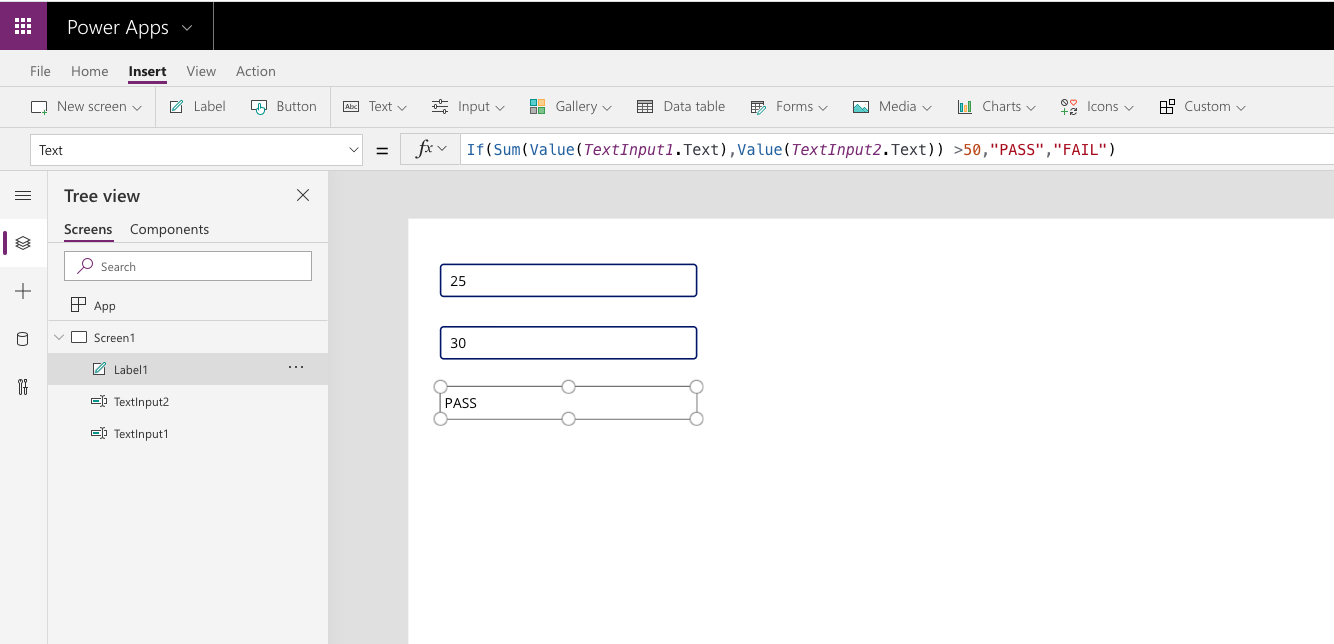 Power Apps
File Home Insert View Action
New screen Label Button Abc Text Input Gallery Data table Forms Media Charts Icons Custom
Text = fx If(Sum(Value(TextInput1.Text),Value(TextInput2.Text)) >50,"PASS","FAIL")
Tree view
Screens Components
Search
App
Screen1
Label1 ...
TextInput2
TextInput1
25
30
PASS